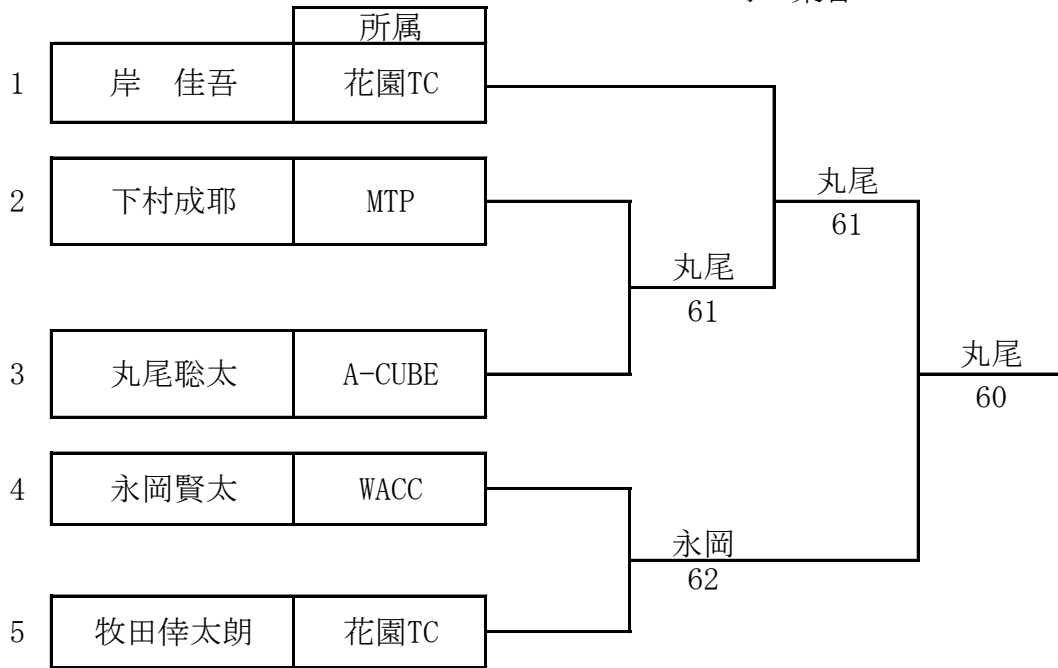 所属
1 岸 佳吾 花園TC
2 下村成耶 MTP
丸尾
61
丸尾
61
3 丸尾聡太 A-CUBE
丸尾
60
4 永岡賢太 WACC
永岡
62
5 牧田倖太朗 花園TC